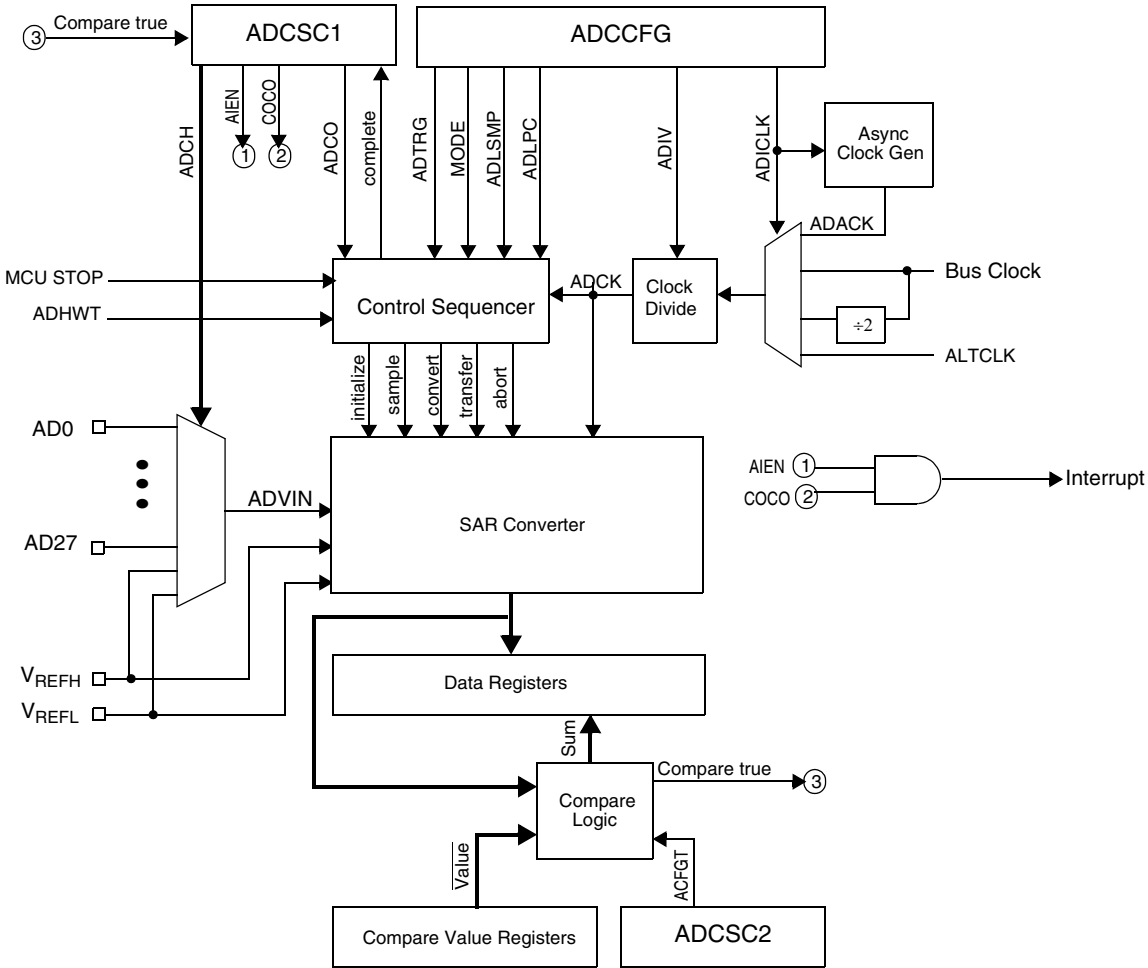 ADCSC1
ADCCFG
3
Compare true
AIEN
COCO
ADCH
1
2
ADCO
complete
ADTRG
MODE
ADLSMP
ADLPC
ADIV
ADICLK
Async
Clock Gen
ADACK
MCU STOP
ADHWT
Control Sequencer
ADCK
Clock
Divide
Bus Clock
÷2
ALTCLK
initialize
sample
convert
transfer
abort
AD0
AD27
ADVIN
SAR Converter
AIEN 1
COCO 2
Interrupt
VREFH
VREFL
Data Registers
Sum
Compare true
3
Compare
Logic
Value
ACFGT
Compare Value Registers
ADCSC2